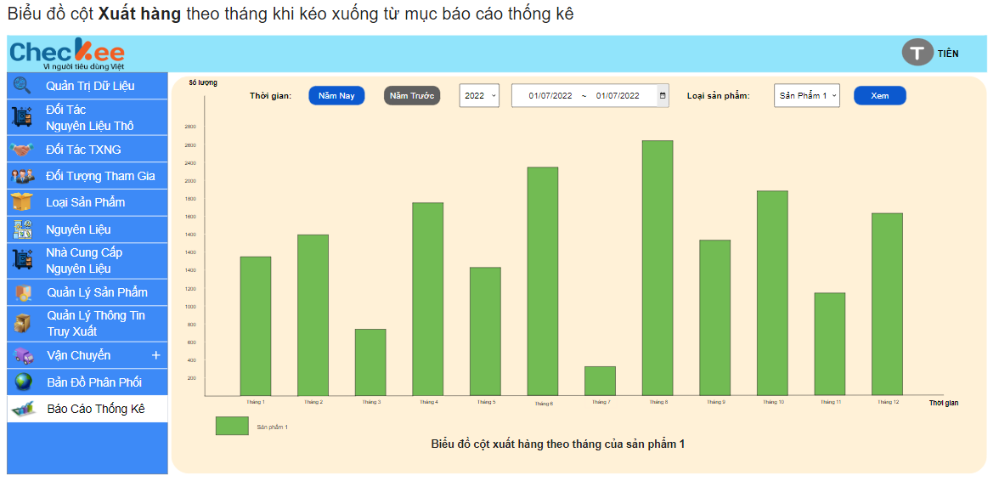 Biểu đồ cột Xuất hàng theo tháng khi kéo xuống từ mục báo cáo thống kê
Checkee
Vì người tiêu dùng Việt
T TIÊN
Quản Trị Dữ Liệu
Đối Tác
Nguyên Liệu Thô
Đối Tác TXNG
Đối Tượng Tham Gia
Loại Sản Phẩm
Nguyên Liệu
Nhà Cung Cấp
Nguyên Liệu
Quản Lý Sản Phẩm
Quản Lý Thông Tin
Truy Xuất
Vận Chuyển +
Bản Đồ Phân Phối
Báo Cáo Thống Kê
Số lượng
Thời gian: Năm Nay Năm Trước 2022 01/07/2022 ~ 01/07/2022 Loại sản phẩm: Sản Phẩm 1 Xem
2800
2600
2400
2000
1800
1600
1400
1400
1200
1000
800
600
400
200
Tháng 1 Tháng 2 Tháng 3 Tháng 4 Tháng 5 Tháng 6 Tháng 7 Tháng 8 Tháng 9 Tháng 10 Tháng 11 Tháng 12
Thời gian
Sản phẩm 1
Biểu đồ cột xuất hàng theo tháng của sản phẩm 1